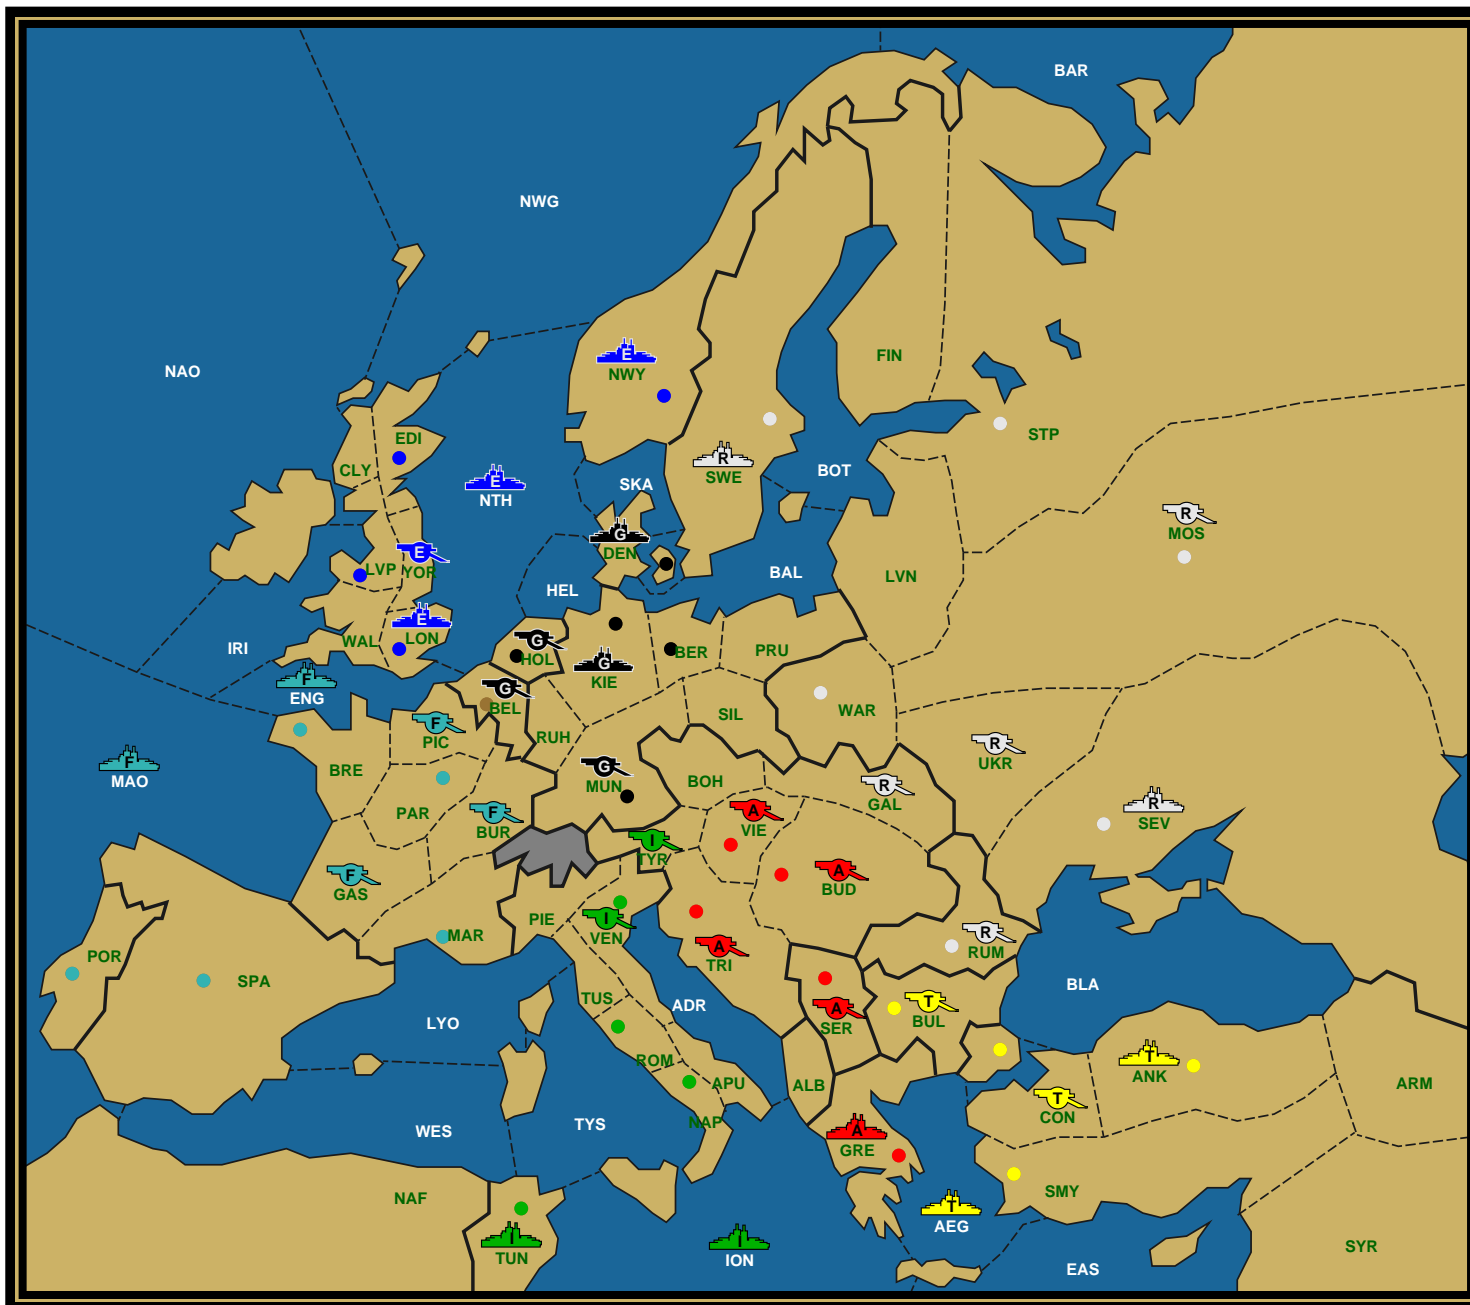 BAR
NWG
NAO
E
NWY
FIN
EDI
STP
CLY
E
NTH
SKA
R
SWE
BOT
R
MOS
G
DEN
E
YOR
LVP
HEL
BAL
LVN
E
LON
WAL
IRI
G
HOL
G
KIE
BER
PRU
F
ENG
G
BEL
SIL
WAR
F
PIC
RUH
R
UKR
F
MAO
BRE
G
MUN
BOH
R
GAL
PAR
F
BUR
A
VIE
R
SEV
I
TYR
F
GAS
A
BUD
PIE
I
VEN
MAR
A
TRI
R
RUM
POR
SPA
BLA
TUS
ADR
A
SER
T
BUL
LYO
ROM
APU
ALB
T
ANK
ARM
T
CON
NAP
WES
TYS
A
GRE
NAF
SMY
T
AEG
I
TUN
I
ION
EAS
SYR